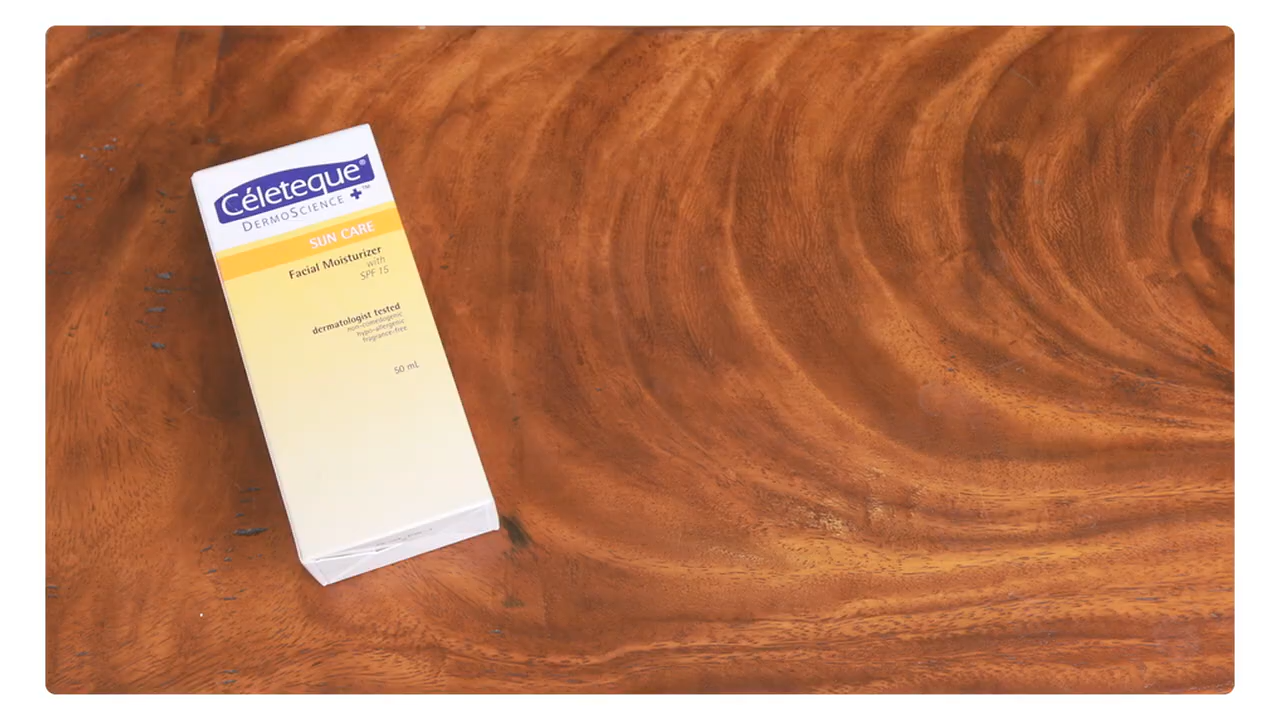 Céleteque®
DERMOSCIENCE ™
SUN CARE
Facial Moisturizer
with
SPF 15
dermatologist tested
non-comedogenic
hypo-allergenic
fragrance-free
50 mL